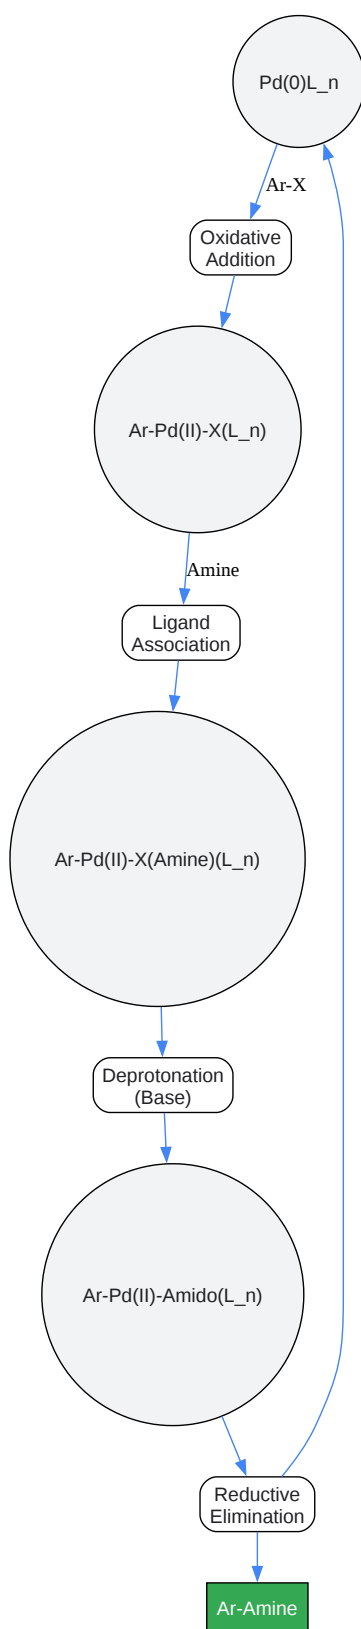 Pd(0)L_n
Ar-X
Oxidative
Addition
Ar-Pd(II)-X(L_n)
Amine
Ligand
Association
Ar-Pd(II)-X(Amine)(L_n)
Deprotonation
(Base)
Ar-Pd(II)-Amido(L_n)
Reductive
Elimination
Ar-Amine